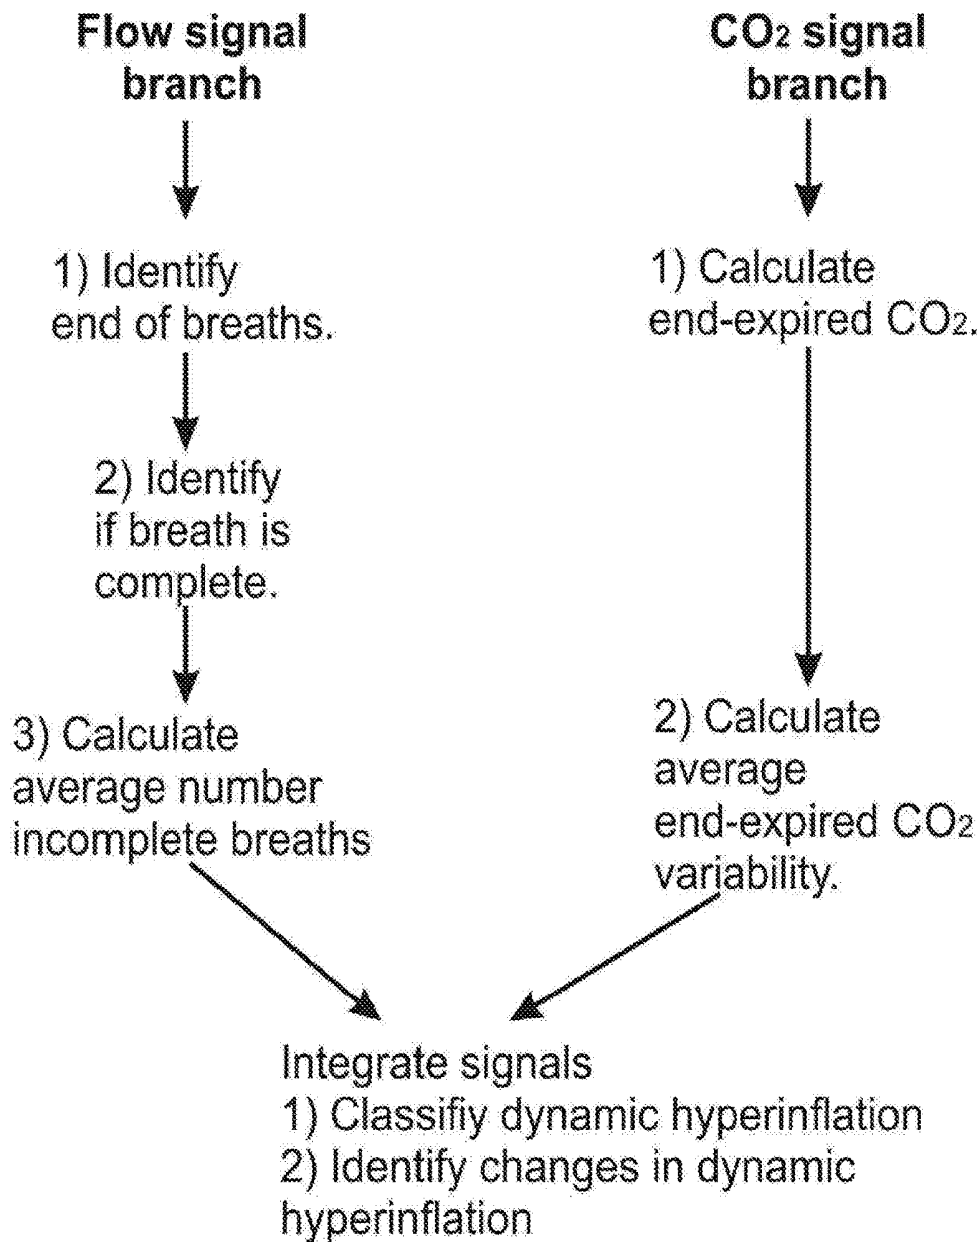 Flow signal
branch
1) Identify
end of breaths.
2) Identify
if breath is
complete.
3) Calculate
average number
incomplete breaths
CO₂ signal
branch
1) Calculate
end-expired CO₂.
2) Calculate
average
end-expired CO₂
variability.
Integrate signals
1) Classifiy dynamic hyperinflation
2) Identify changes in dynamic
hyperinflation